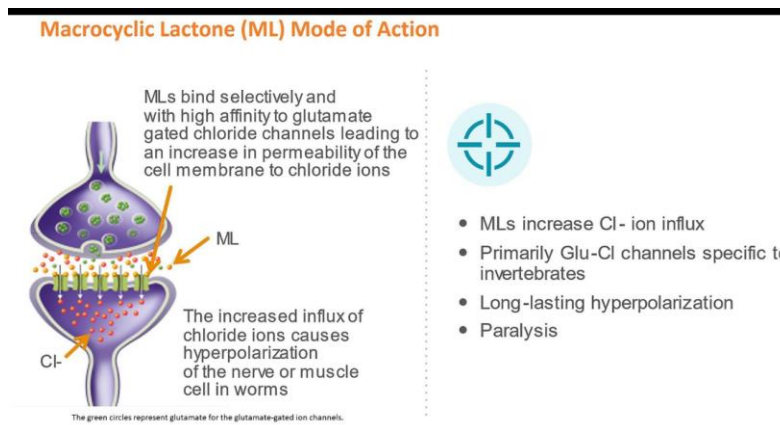 Macrocyclic Lactone (ML) Mode of Action
MLs bind selectively and
with high affinity to glutamate
gated chloride channels leading to
an increase in permeability of the
cell membrane to chloride ions
ML
The increased influx of
chloride ions causes
hyperpolarization
of the nerve or muscle
cell in worms
Cl-
The green circles represent glutamate for the glutamate-gated ion channels.
• MLs increase Cl- ion influx
• Primarily Glu-Cl channels specific
invertebrates
• Long-lasting hyperpolarization
• Paralysis